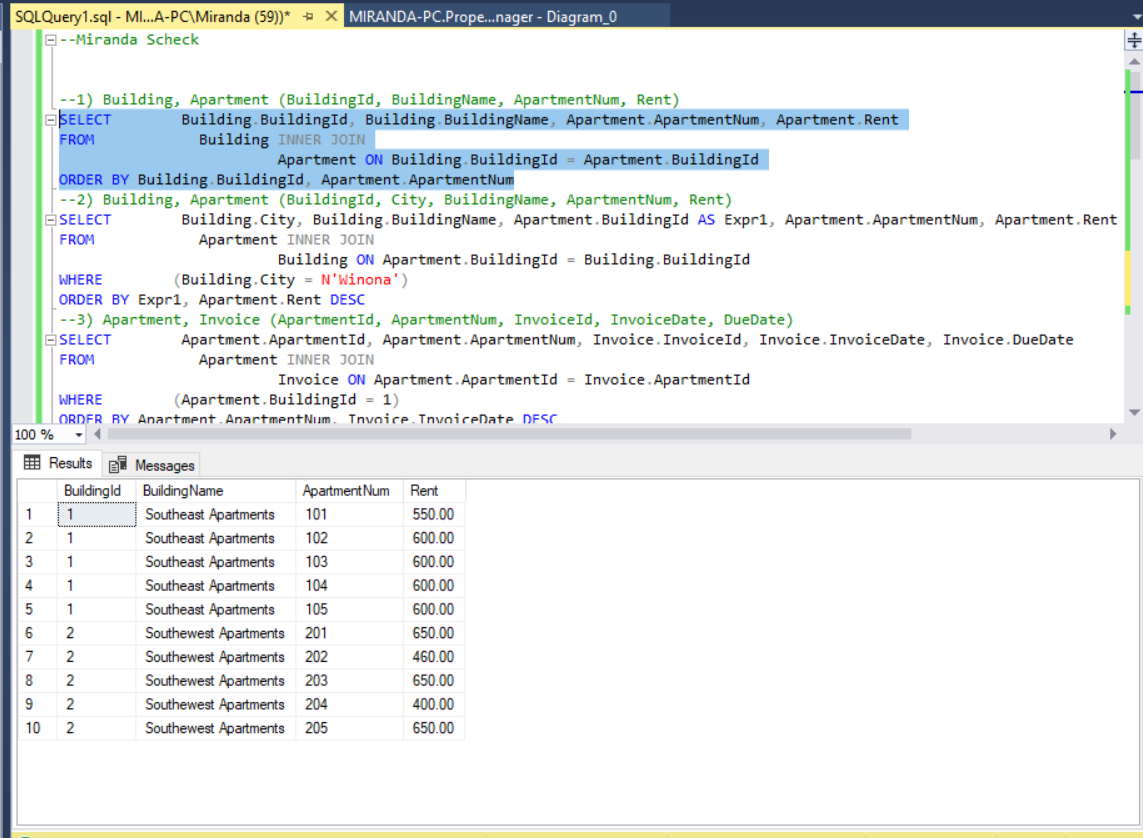 SQLQuery1.sql - MI...A-PC\Miranda (59))* MIRANDA-PC.Prope...nager - Diagram_0
--Miranda Scheck
--1) Building, Apartment (BuildingId, BuildingName, ApartmentNum, Rent)
SELECT Building.BuildingId, Building.BuildingName, Apartment.ApartmentNum, Apartment.Rent
FROM Building INNER JOIN
Apartment ON Building.BuildingId = Apartment.BuildingId
ORDER BY Building.BuildingId, Apartment.ApartmentNum
--2) Building, Apartment (BuildingId, City, BuildingName, ApartmentNum, Rent)
SELECT Building.City, Building.BuildingName, Apartment.BuildingId AS Expr1, Apartment.ApartmentNum, Apartment.Rent
FROM Apartment INNER JOIN
Building ON Apartment.BuildingId = Building.BuildingId
WHERE (Building.City = N'Winona')
ORDER BY Expr1, Apartment.Rent DESC
--3) Apartment, Invoice (ApartmentId, ApartmentNum, InvoiceId, InvoiceDate, DueDate)
SELECT Apartment.ApartmentId, Apartment.ApartmentNum, Invoice.InvoiceId, Invoice.InvoiceDate, Invoice.DueDate
FROM Apartment INNER JOIN
Invoice ON Apartment.ApartmentId = Invoice.ApartmentId
WHERE (Apartment.BuildingId = 1)
ORDER BY Apartment.ApartmentNum, Invoice.InvoiceDate DESC
100 %
Results Messages
BuildingId BuildingName ApartmentNum Rent
1 1 Southeast Apartments 101 550.00
2 1 Southeast Apartments 102 600.00
3 1 Southeast Apartments 103 600.00
4 1 Southeast Apartments 104 600.00
5 1 Southeast Apartments 105 600.00
6 2 Southewest Apartments 201 650.00
7 2 Southewest Apartments 202 460.00
8 2 Southewest Apartments 203 650.00
9 2 Southewest Apartments 204 400.00
10 2 Southewest Apartments 205 650.00